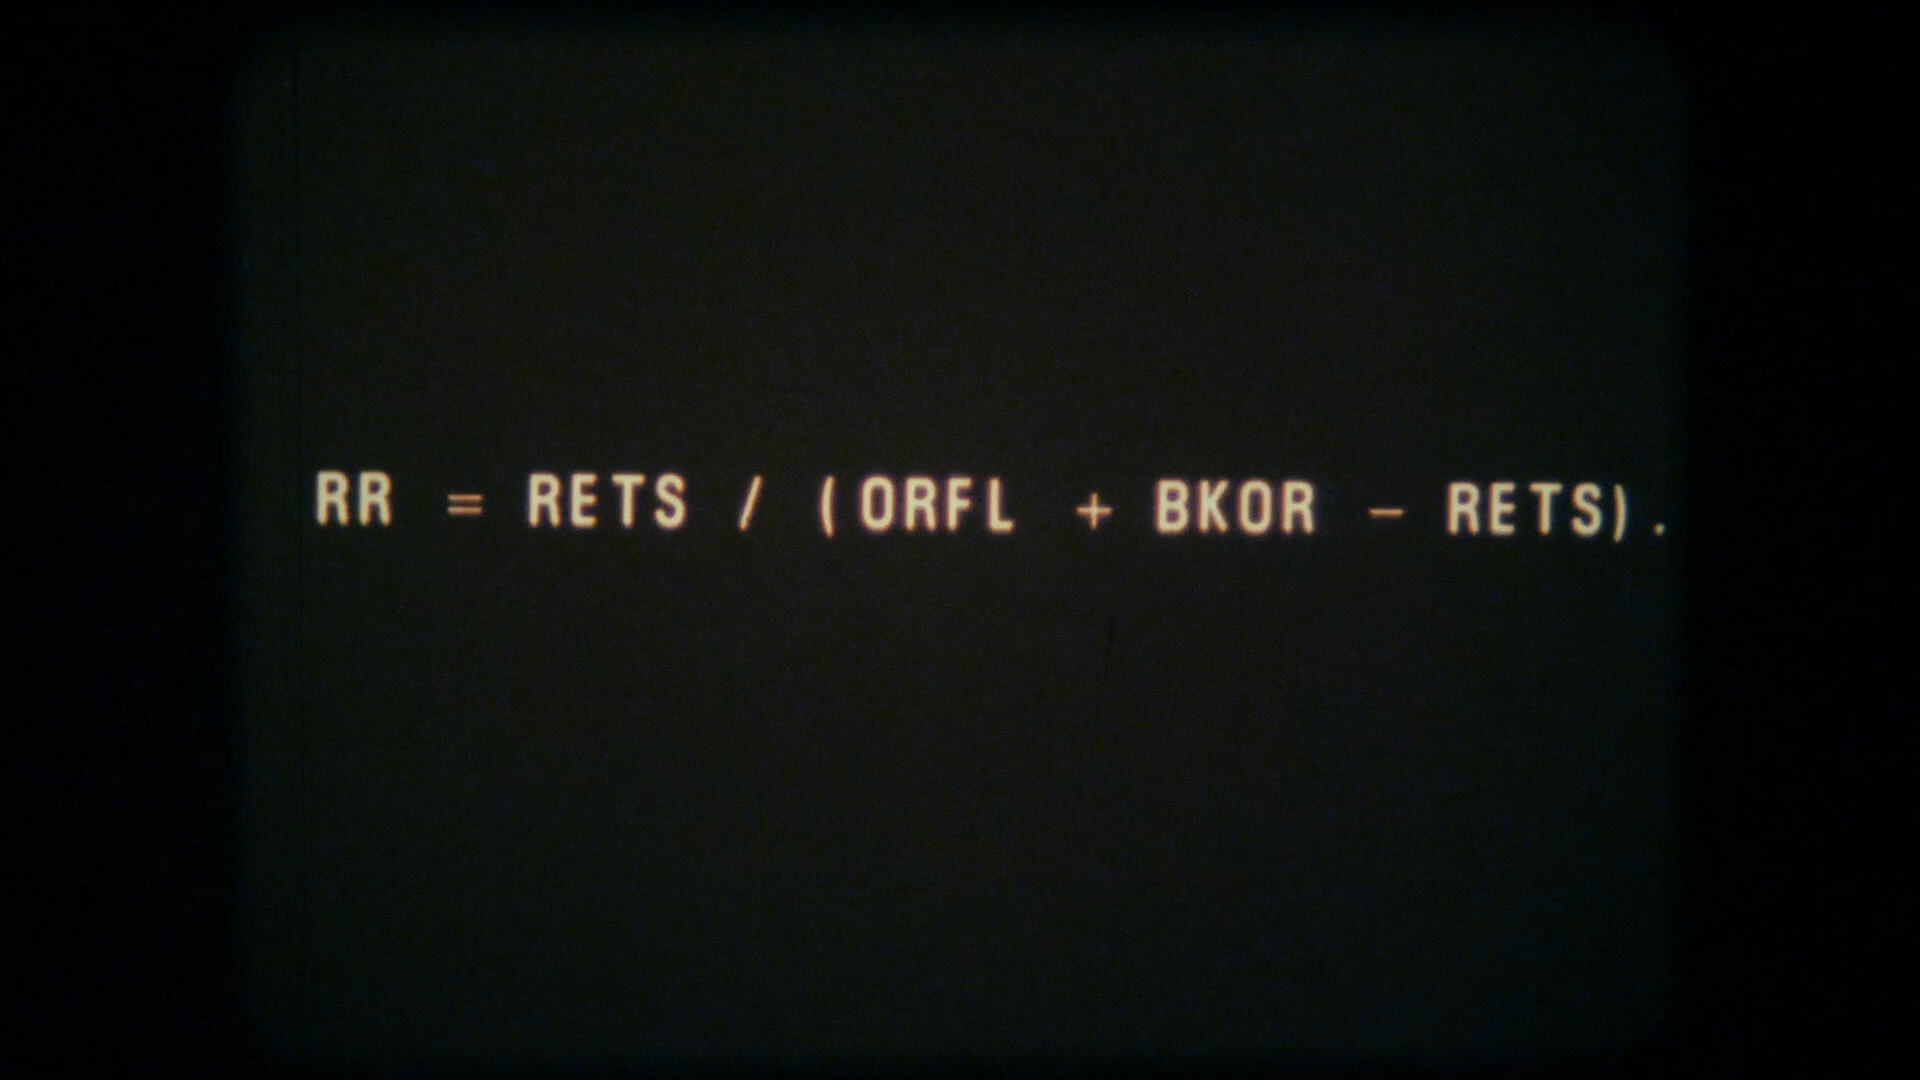 RR = RETS / (ORFL + BKOR - RETS).